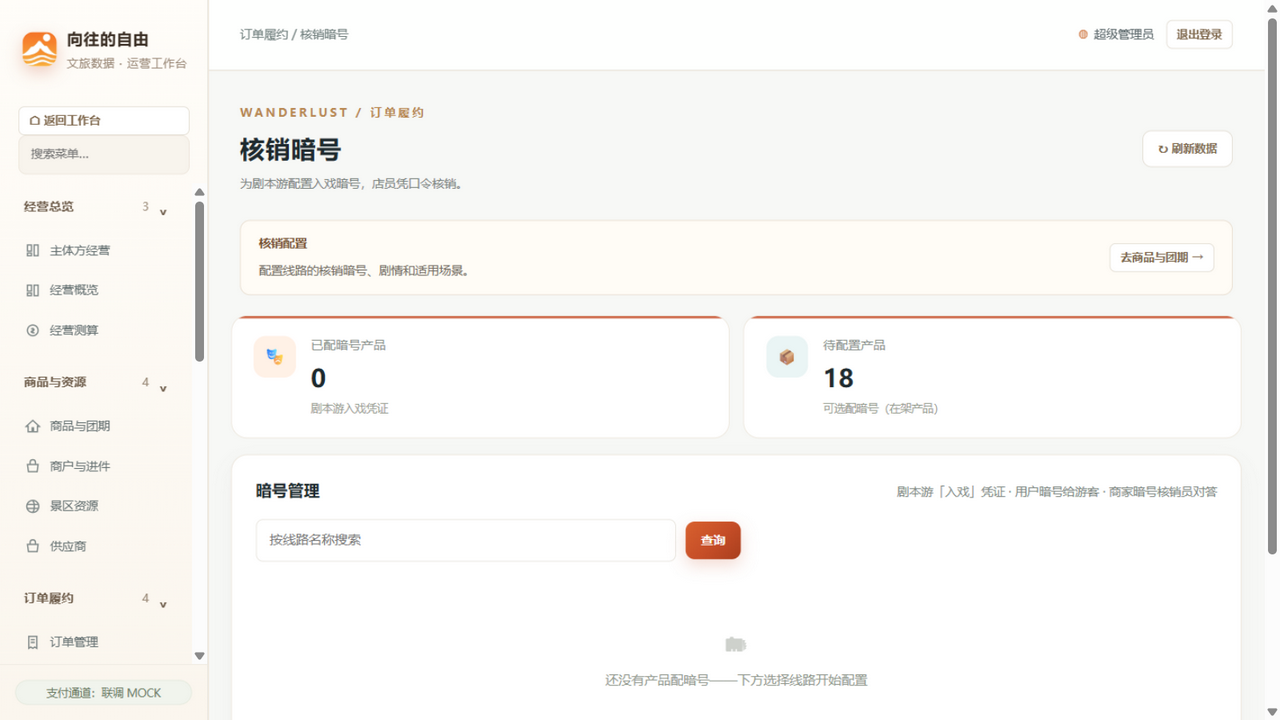 向往的自由
文旅数据 · 运营工作台
返回工作台
搜索菜单...
经营总览 3
主体方经营
经营概览
经营测算
商品与资源 4
商品与团期
商户与进件
景区资源
供应商
订单履约 4
订单管理
支付通道：联调 MOCK
订单履约 / 核销暗号
超级管理员
退出登录
WANDERLUST / 订单履约
核销暗号
为剧本游配置入戏暗号，店员凭口令核销。
↻ 刷新数据
核销配置
配置线路的核销暗号、剧情和适用场景。
去商品与团期 →
已配暗号产品
0
剧本游入戏凭证
待配置产品
18
可选配暗号（在架产品）
暗号管理
剧本游「入戏」凭证 · 用户暗号给游客 · 商家暗号核销员对答
按线路名称搜索
查询
还没有产品配暗号——下方选择线路开始配置